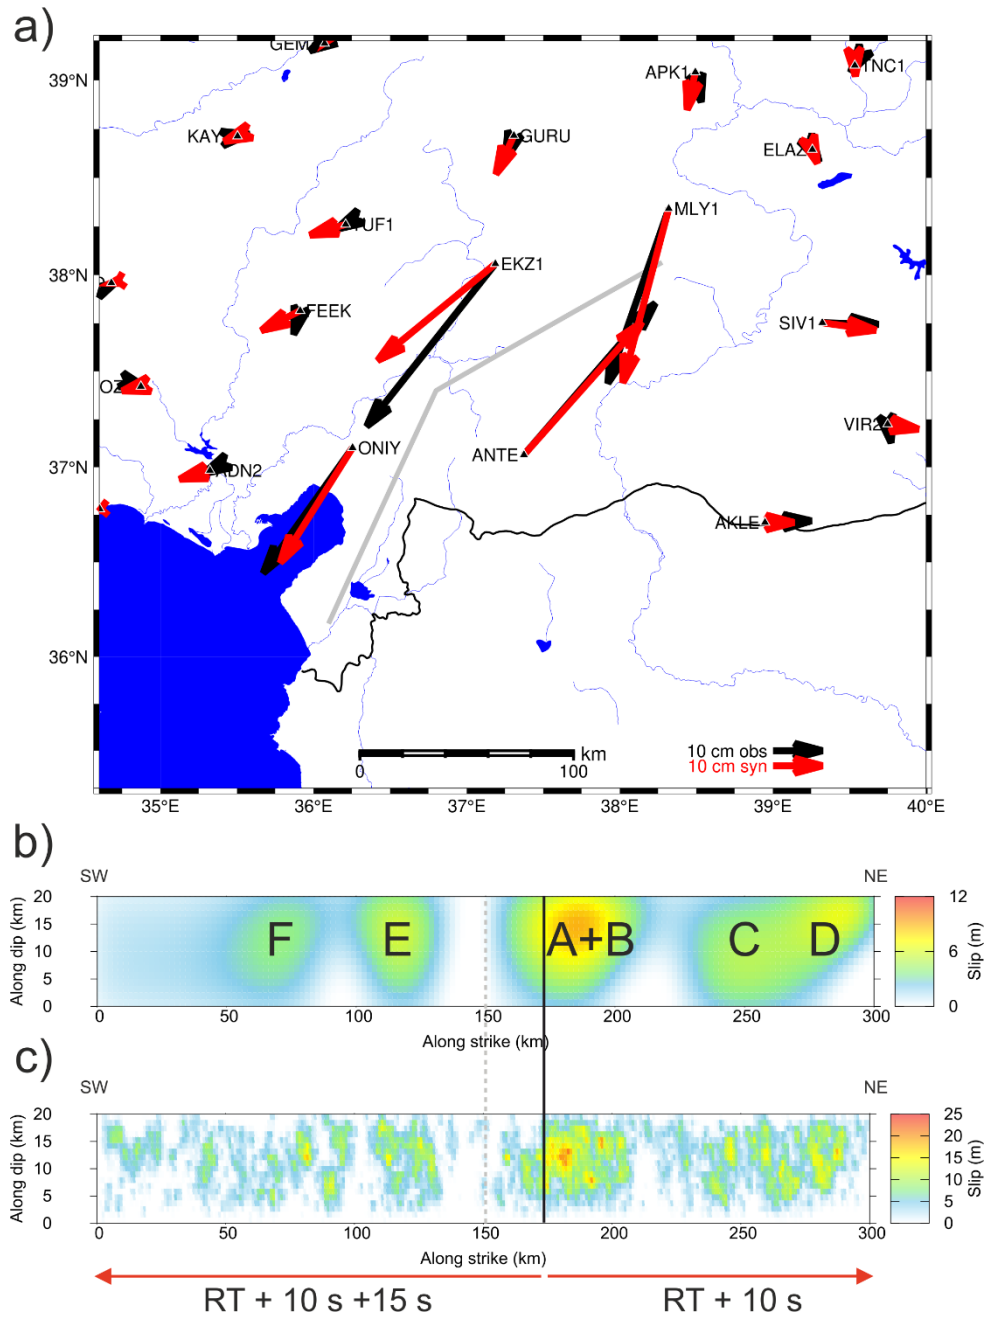 a)
GEM
39°N
APK1
TNC1
KAY
GURU
ELAZ
MLY1
TUF1
EKZ1
38°N
FEEK
SIV1
OZ
VIR2
ONIY
ANTE
37°N
ADN2
AKLE
36°N
km
0 100
10 cm obs
10 cm syn
35°E 36°E 37°E 38°E 39°E 40°E
b)
SW NE
Along dip (km)
20
15
10
5
0
F E A+B C D
12
6
0
Slip (m)
0 50 100 150 200 250 300
Along strike (km)
c)
SW NE
Along dip (km)
20
15
10
5
0
25
20
15
10
5
0
Slip (m)
0 50 100 150 200 250 300
Along strike (km)
RT + 10 s +15 s RT + 10 s